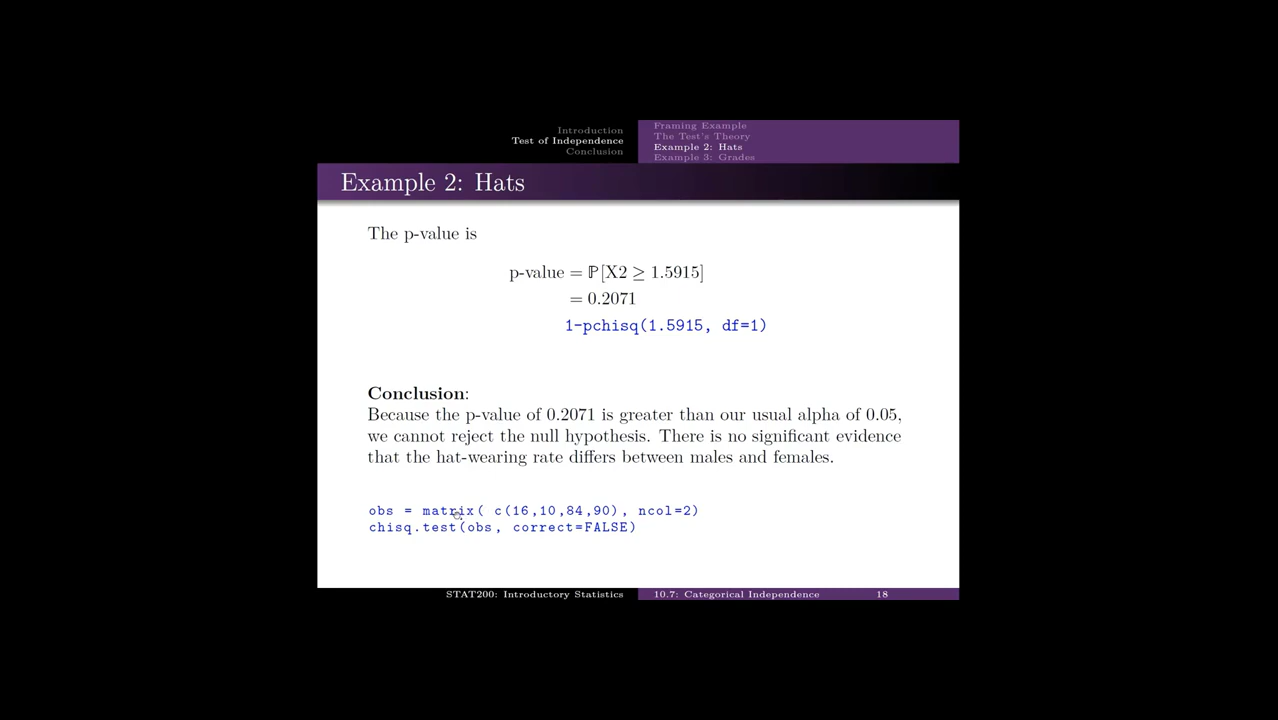 Introduction
Test of Independence
Conclusion
Framing Example
The Test's Theory
Example 2: Hats
Example 3: Grades
Example 2: Hats
The p-value is
p-value = ℙ[X2 ≥ 1.5915]
= 0.2071
1-pchisq(1.5915, df=1)
Conclusion:
Because the p-value of 0.2071 is greater than our usual alpha of 0.05,
we cannot reject the null hypothesis. There is no significant evidence
that the hat-wearing rate differs between males and females.
obs = matrix( c(16,10,84,90), ncol=2)
chisq.test(obs, correct=FALSE)
STAT200: Introductory Statistics
10.7: Categorical Independence
18